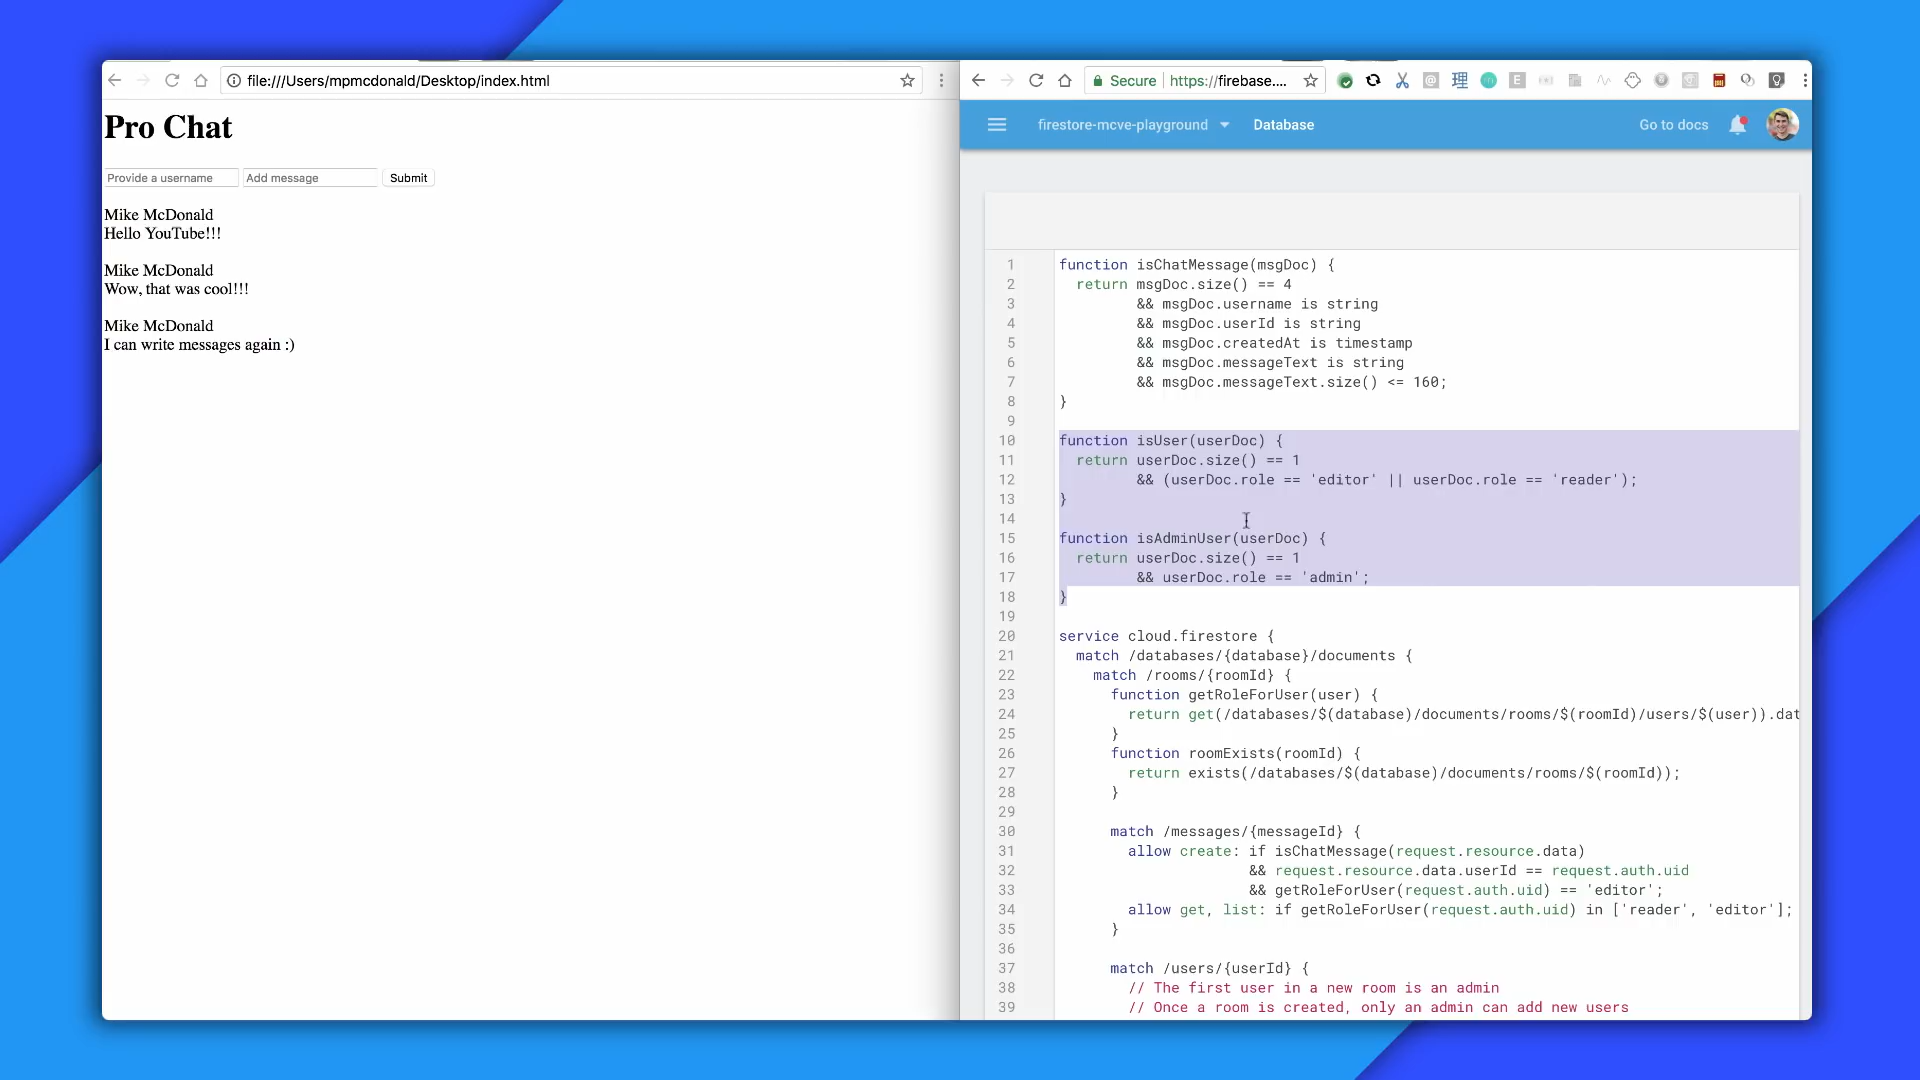 file:///Users/mpmcdonald/Desktop/index.html
Pro Chat
Provide a username Add message Submit
Mike McDonald
Hello YouTube!!!
Mike McDonald
Wow, that was cool!!!
Mike McDonald
I can write messages again :)
Secure https://firebase....
firestore-mcve-playground Database Go to docs
1 function isChatMessage(msgDoc) {
2 return msgDoc.size() == 4
3 && msgDoc.username is string
4 && msgDoc.userId is string
5 && msgDoc.createdAt is timestamp
6 && msgDoc.messageText is string
7 && msgDoc.messageText.size() <= 160;
8 }
9
10 function isUser(userDoc) {
11 return userDoc.size() == 1
12 && (userDoc.role == 'editor' || userDoc.role == 'reader');
13 }
14
15 function isAdminUser(userDoc) {
16 return userDoc.size() == 1
17 && userDoc.role == 'admin';
18 }
19
20 service cloud.firestore {
21 match /databases/{database}/documents {
22 match /rooms/{roomId} {
23 function getRoleForUser(user) {
24 return get(/databases/$(database)/documents/rooms/$(roomId)/users/$(user)).dat
25 }
26 function roomExists(roomId) {
27 return exists(/databases/$(database)/documents/rooms/$(roomId));
28 }
29
30 match /messages/{messageId} {
31 allow create: if isChatMessage(request.resource.data)
32 && request.resource.data.userId == request.auth.uid
33 && getRoleForUser(request.auth.uid) == 'editor';
34 allow get, list: if getRoleForUser(request.auth.uid) in ['reader', 'editor'];
35 }
36
37 match /users/{userId} {
38 // The first user in a new room is an admin
39 // Once a room is created, only an admin can add new users